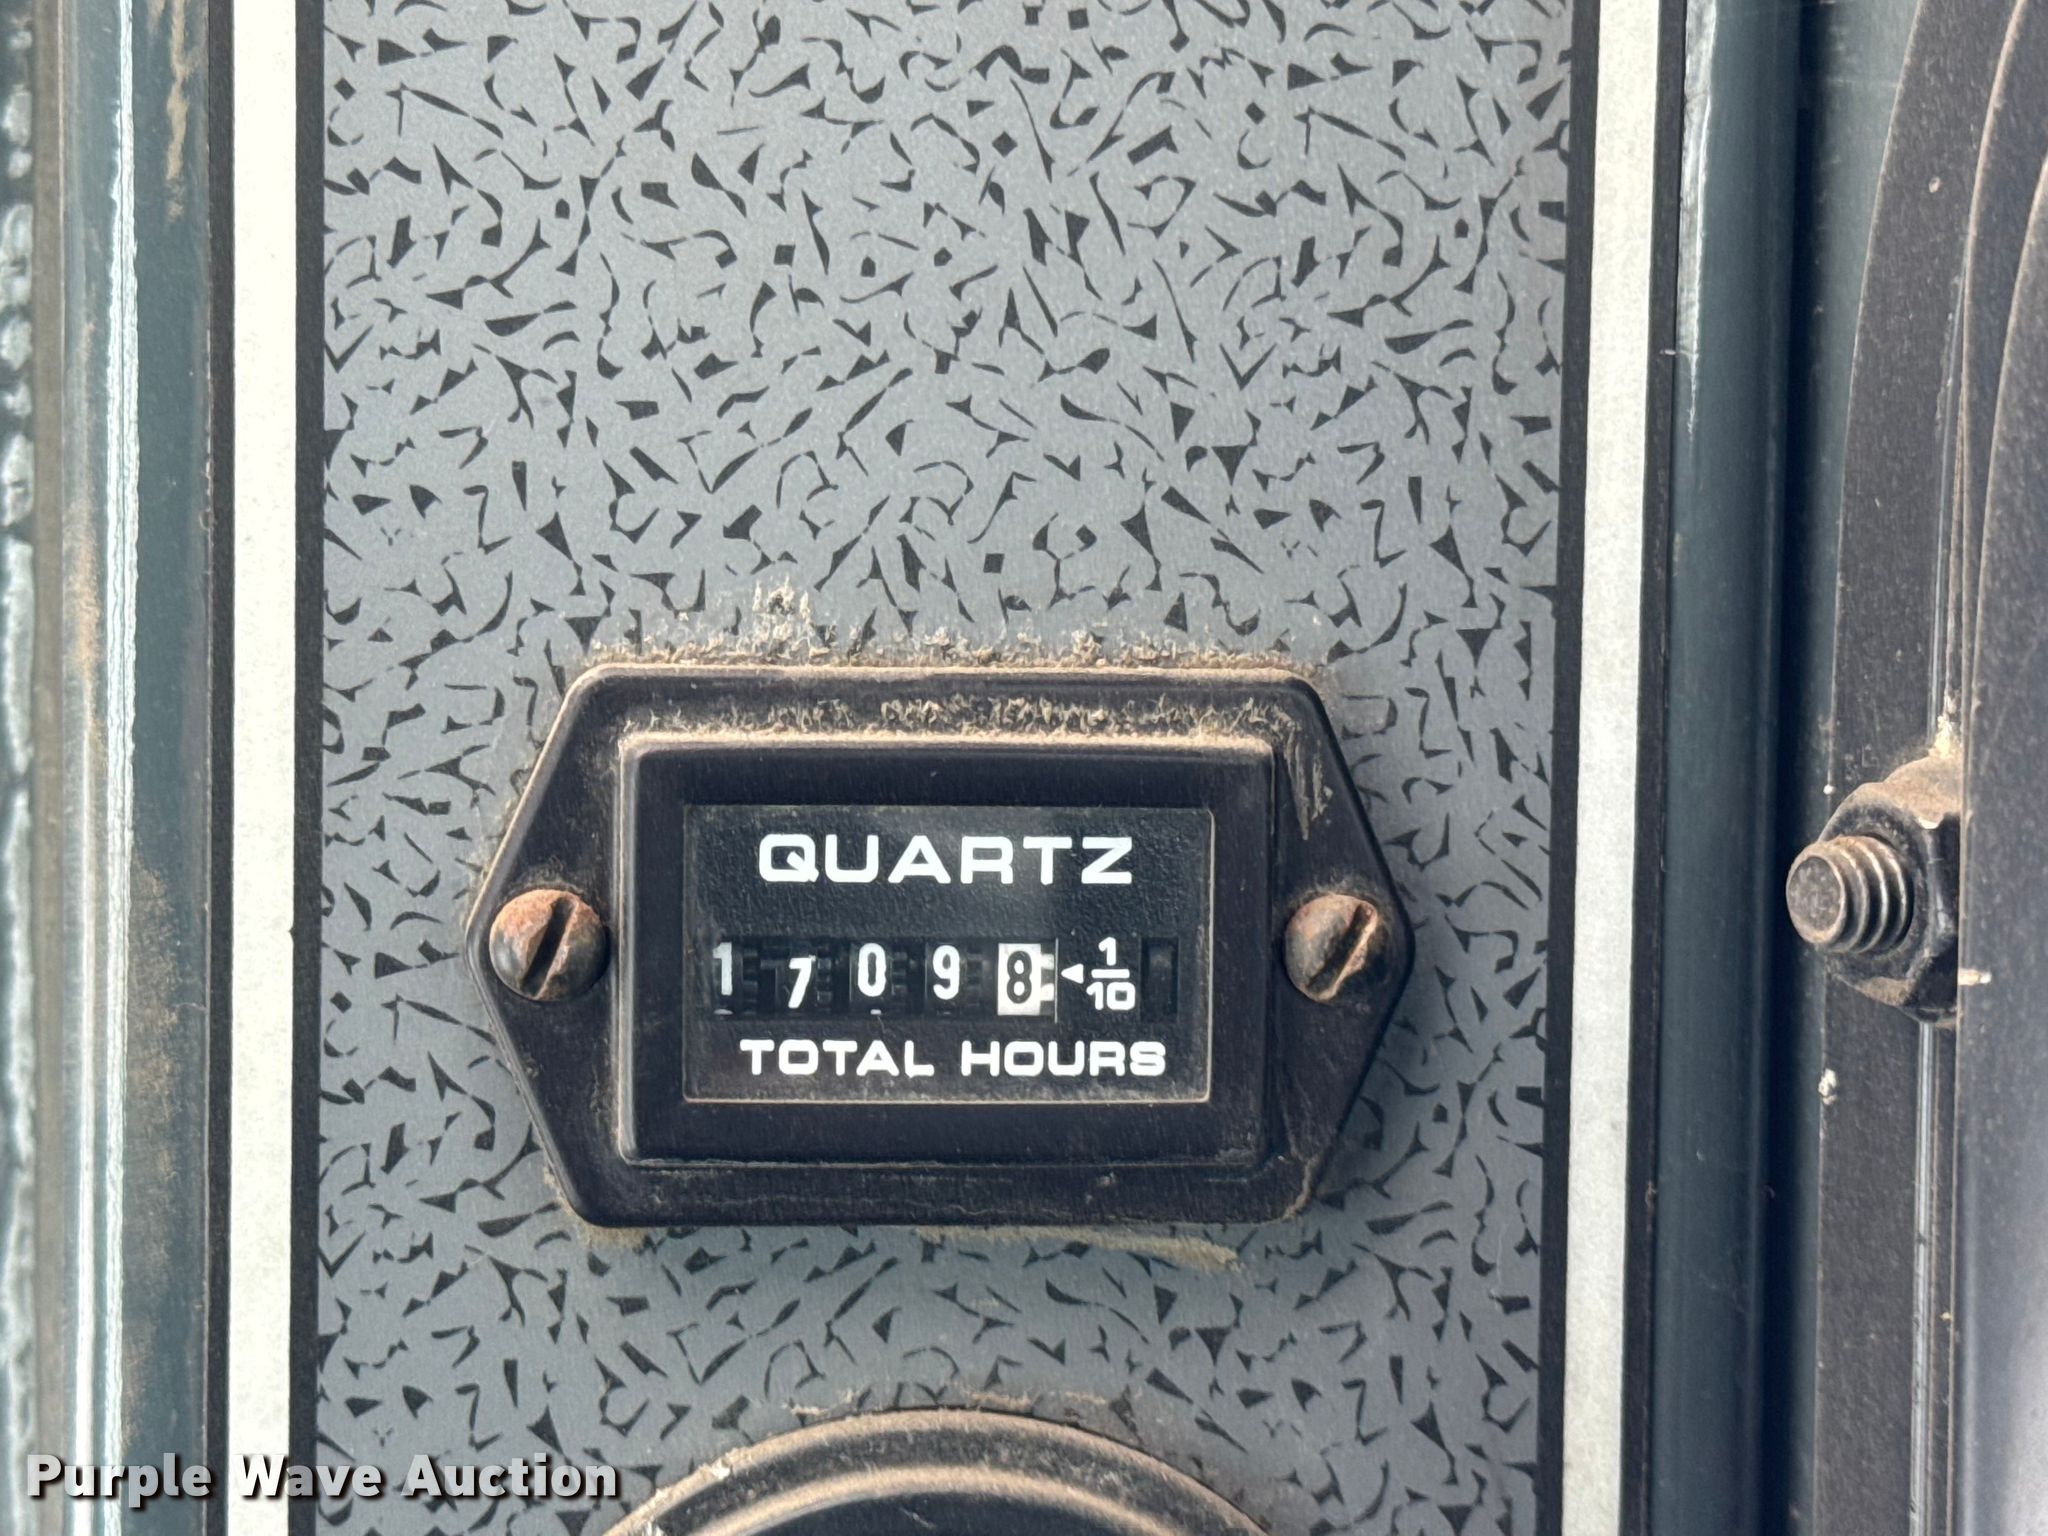 QUARTZ
1 7 0 9 8 ◄ 1/10
TOTAL HOURS
Purple Wave Auction